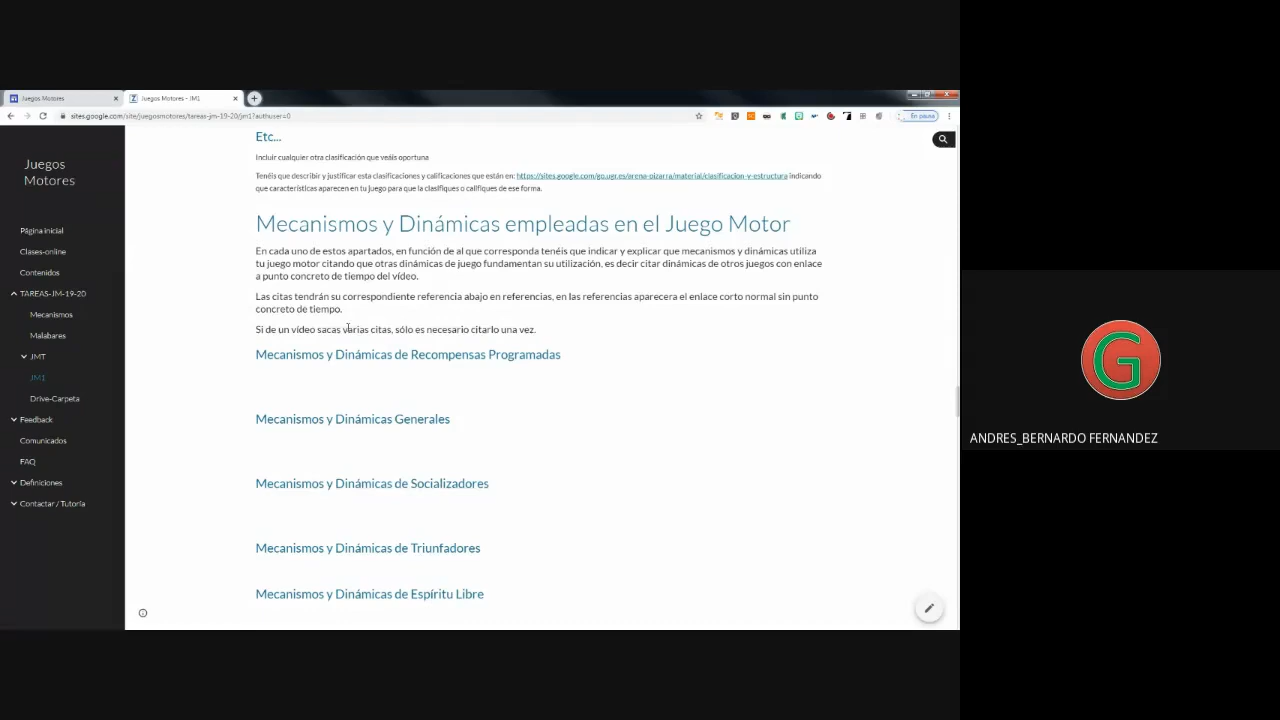 Juegos Motores
Juegos Motores - JM1
sites.google.com/site/juegosmotores/tareas-jm-19-20/jm1?authuser=0
En pausa
Juegos
Motores
Página inicial
Clases-online
Contenidos
TAREAS-JM-19-20
Mecanismos
Malabares
JMT
JM1
Drive-Carpeta
Feedback
Comunicados
FAQ
Definiciones
Contactar / Tutoría
Etc...
Incluir cualquier otra clasificación que veáis oportuna
Tenéis que describir y justificar esta clasificaciones y calificaciones que están en: https://sites.google.com/go.ugr.es/arena-pizarra/material/clasificacion-y-estructura indicando
que características aparecen en tu juego para que la clasifiques o califiques de ese forma.
Mecanismos y Dinámicas empleadas en el Juego Motor
En cada uno de estos apartados, en función de al que corresponda tenéis que indicar y explicar que mecanismos y dinámicas utiliza
tu juego motor citando que otras dinámicas de juego fundamentan su utilización, es decir citar dinámicas de otros juegos con enlace
a punto concreto de tiempo del vídeo.
Las citas tendrán su correspondiente referencia abajo en referencias, en las referencias aparecera el enlace corto normal sin punto
concreto de tiempo.
Si de un vídeo sacas varias citas, sólo es necesario citarlo una vez.
Mecanismos y Dinámicas de Recompensas Programadas
Mecanismos y Dinámicas Generales
Mecanismos y Dinámicas de Socializadores
Mecanismos y Dinámicas de Triunfadores
Mecanismos y Dinámicas de Espíritu Libre
G
ANDRES_BERNARDO FERNANDEZ